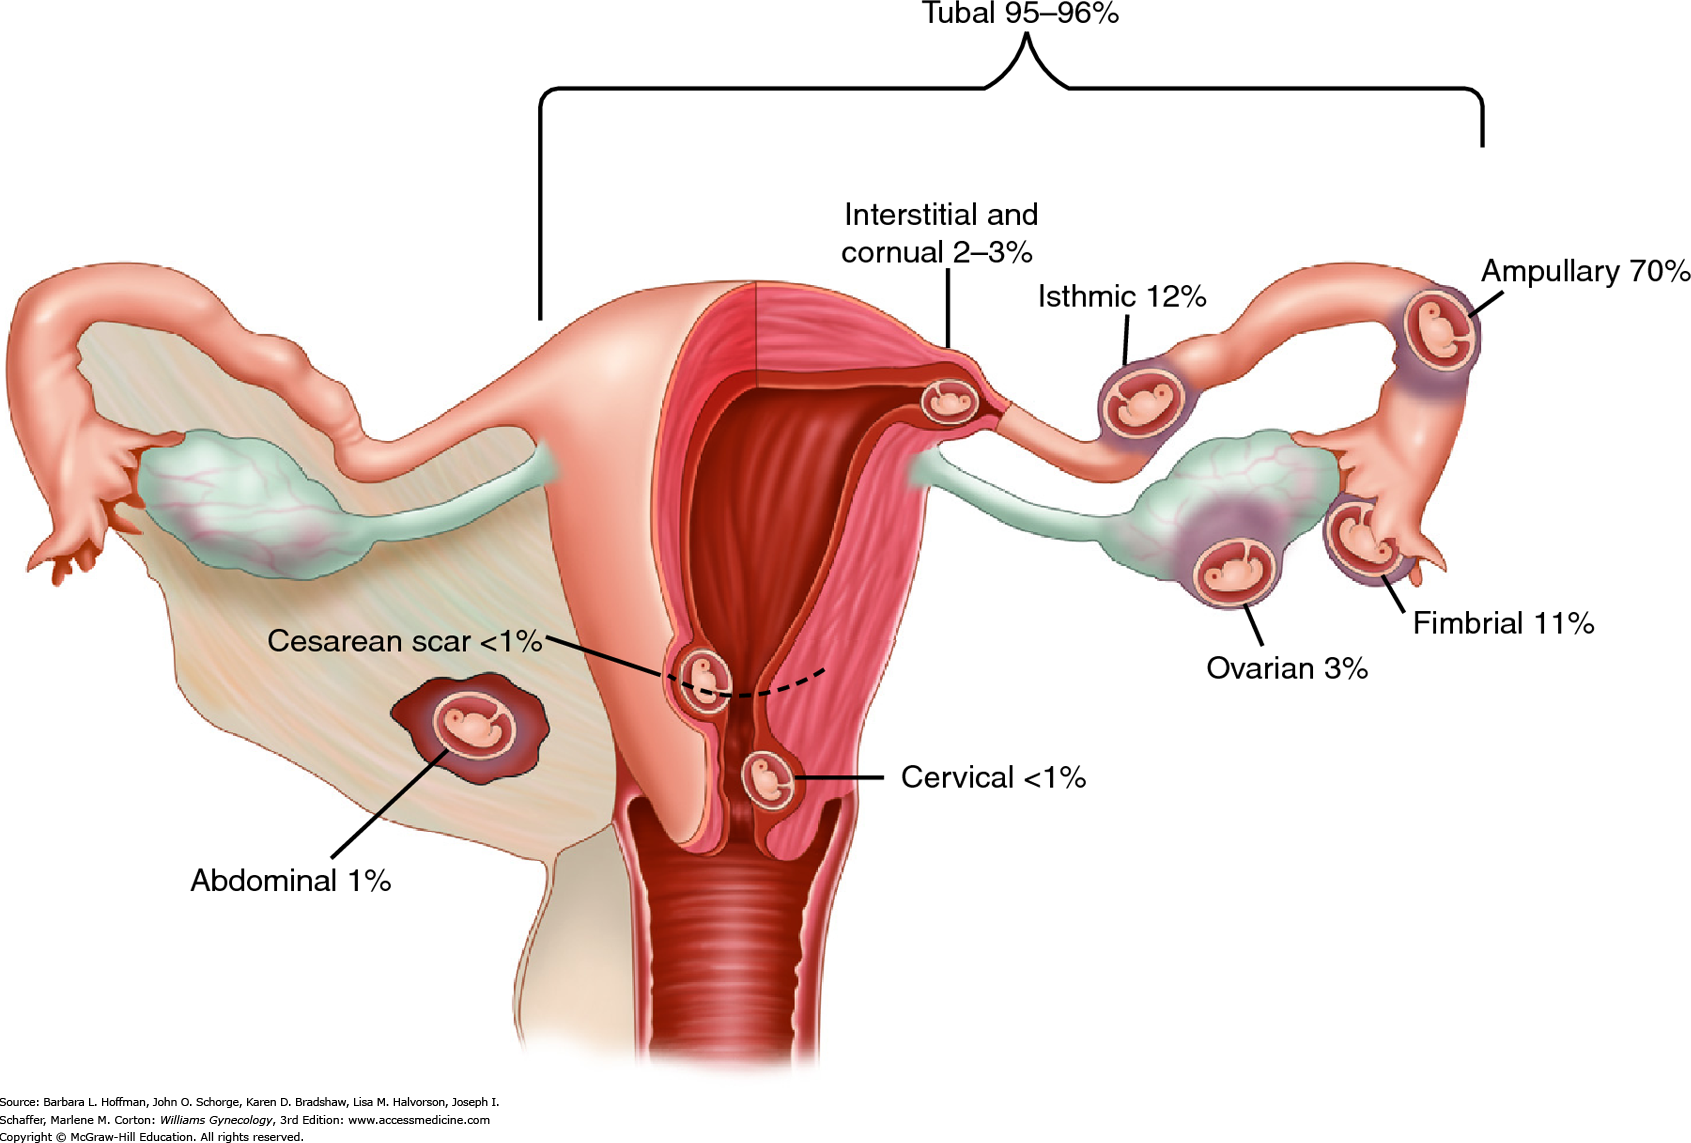 Tubal 95–96%
Interstitial and
cornual 2–3%
Isthmic 12%
Ampullary 70%
Fimbrial 11%
Ovarian 3%
Cesarean scar <1%
Cervical <1%
Abdominal 1%
Source: Barbara L. Hoffman, John O. Schorge, Karen D. Bradshaw, Lisa M. Halvorson, Joseph I.
Schaffer, Marlene M. Corton: Williams Gynecology, 3rd Edition: www.accessmedicine.com
Copyright © McGraw-Hill Education. All rights reserved.